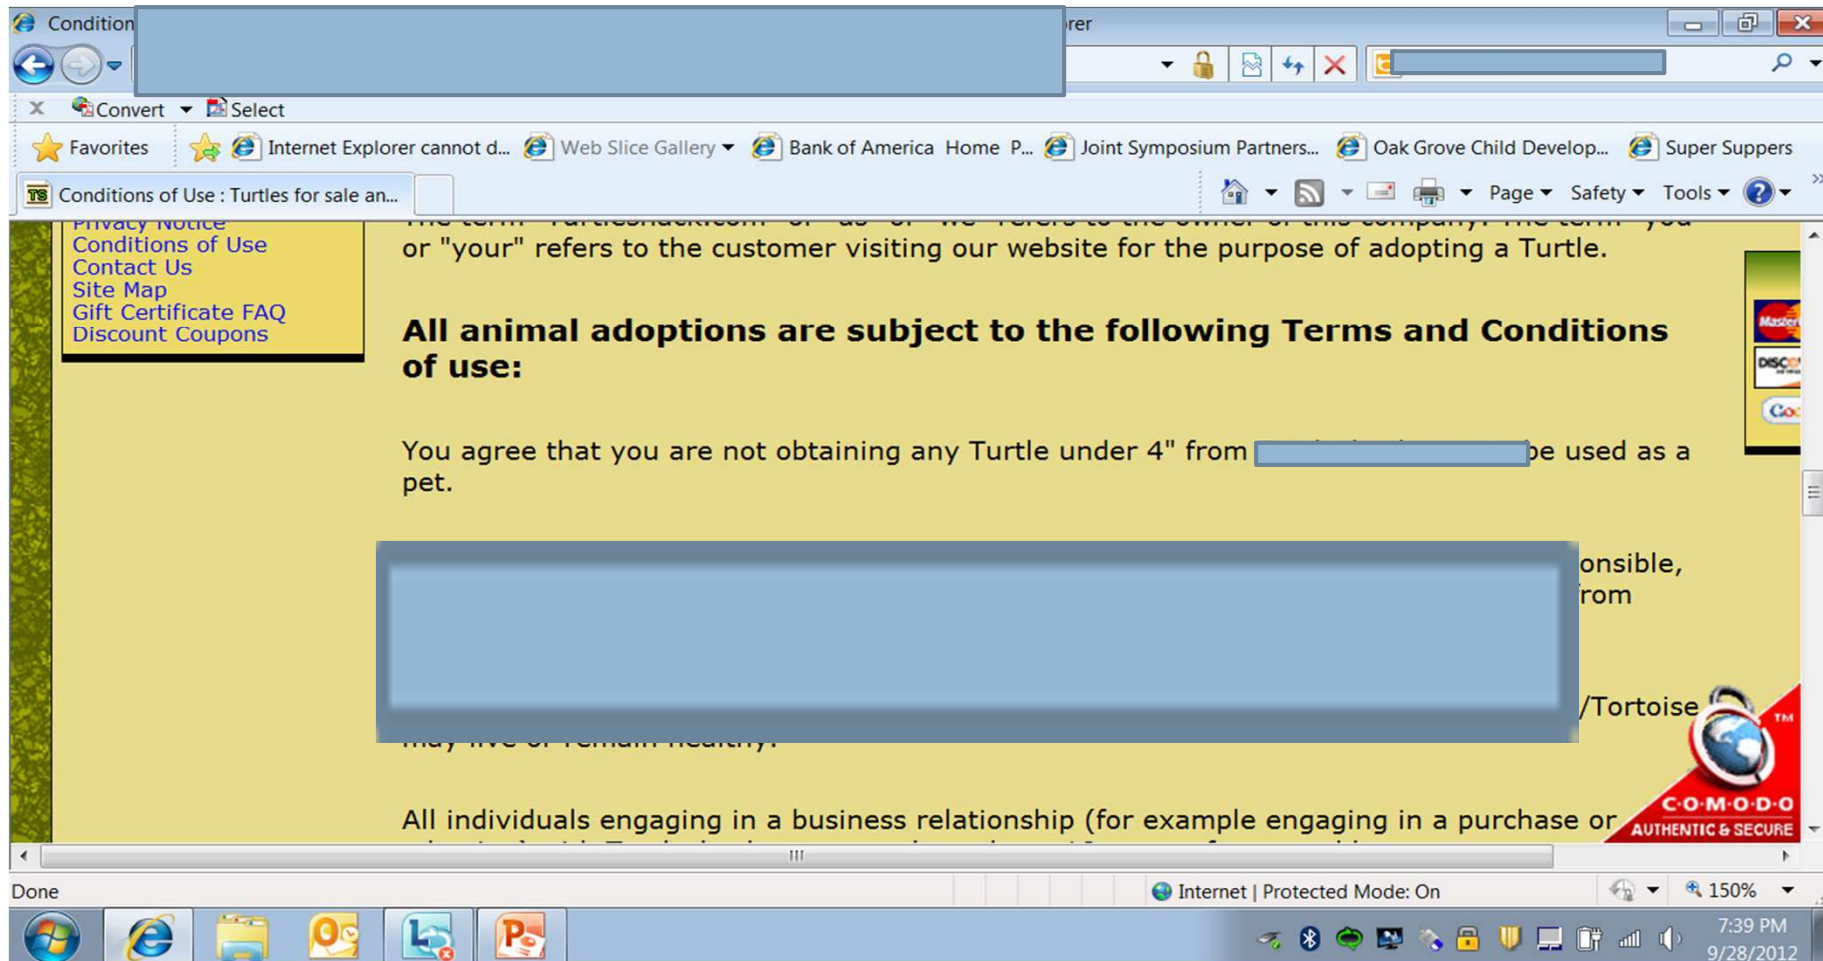 Condition
rer
Convert
Select
Favorites
Internet Explorer cannot d...
Web Slice Gallery
Bank of America Home P...
Joint Symposium Partners...
Oak Grove Child Develop...
Super Suppers
TS
Conditions of Use : Turtles for sale an...
Page
Safety
Tools
Privacy Notice
Conditions of Use
Contact Us
Site Map
Gift Certificate FAQ
Discount Coupons
or "your" refers to the customer visiting our website for the purpose of adopting a Turtle.
All animal adoptions are subject to the following Terms and Conditions
of use:
You agree that you are not obtaining any Turtle under 4" from be used as a
pet.
onsible,
rom
/Tortoise
may live or remain healthy.
All individuals engaging in a business relationship (for example engaging in a purchase or
TM
C·O·M·O·D·O
AUTHENTIC & SECURE
Done
Internet | Protected Mode: On
150%
7:39 PM
9/28/2012